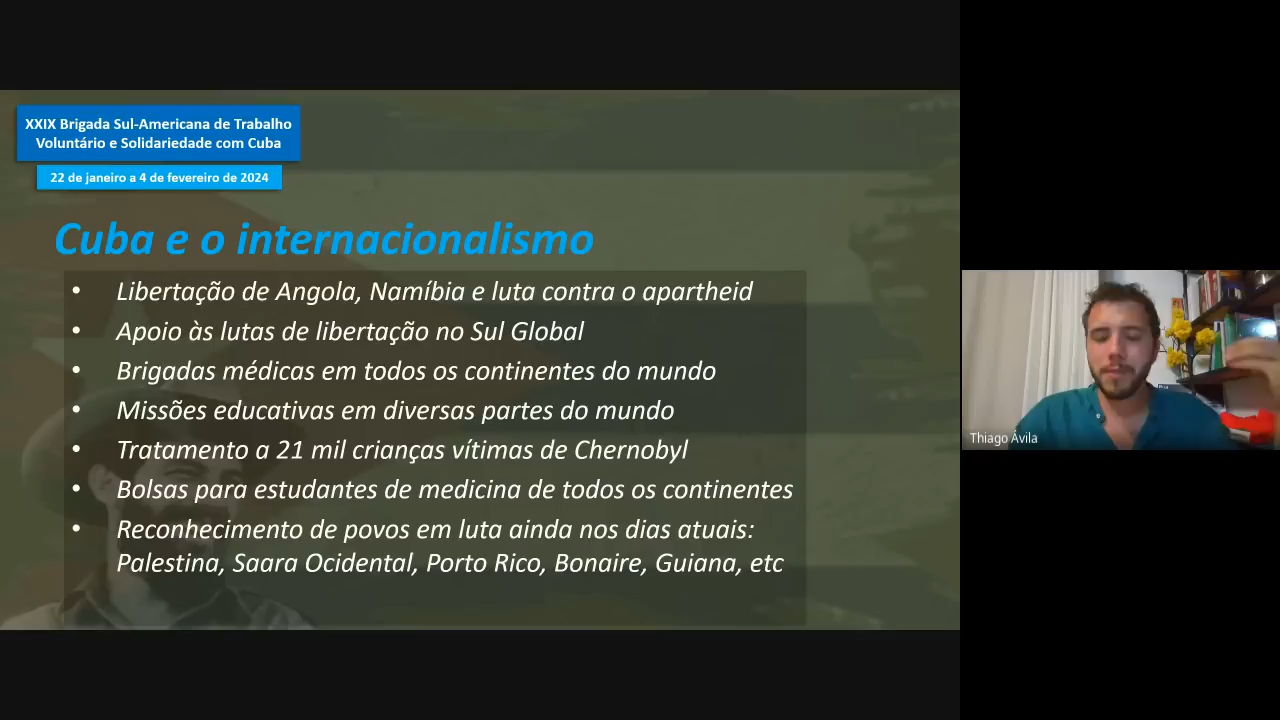 XXIX Brigada Sul-Americana de Trabalho
Voluntário e Solidariedade com Cuba
22 de janeiro a 4 de fevereiro de 2024
Cuba e o internacionalismo
• Libertação de Angola, Namíbia e luta contra o apartheid
• Apoio às lutas de libertação no Sul Global
• Brigadas médicas em todos os continentes do mundo
• Missões educativas em diversas partes do mundo
• Tratamento a 21 mil crianças vítimas de Chernobyl
• Bolsas para estudantes de medicina de todos os continentes
• Reconhecimento de povos em luta ainda nos dias atuais:
Palestina, Saara Ocidental, Porto Rico, Bonaire, Guiana, etc
Thiago Ávila